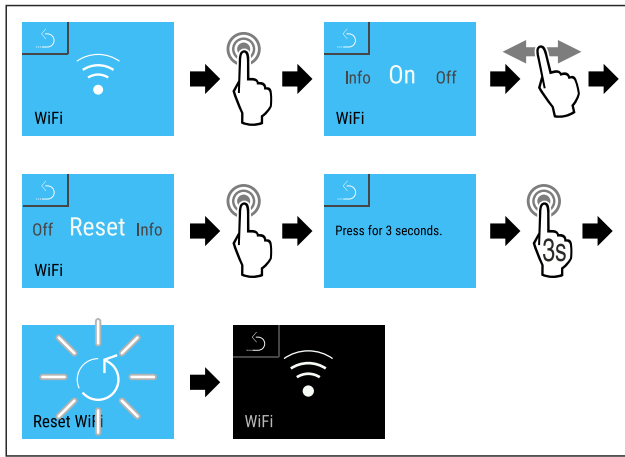 WiFi
Info On Off
WiFi
Off Reset Info
WiFi
Press for 3 seconds.
3s
Reset WiFi
WiFi